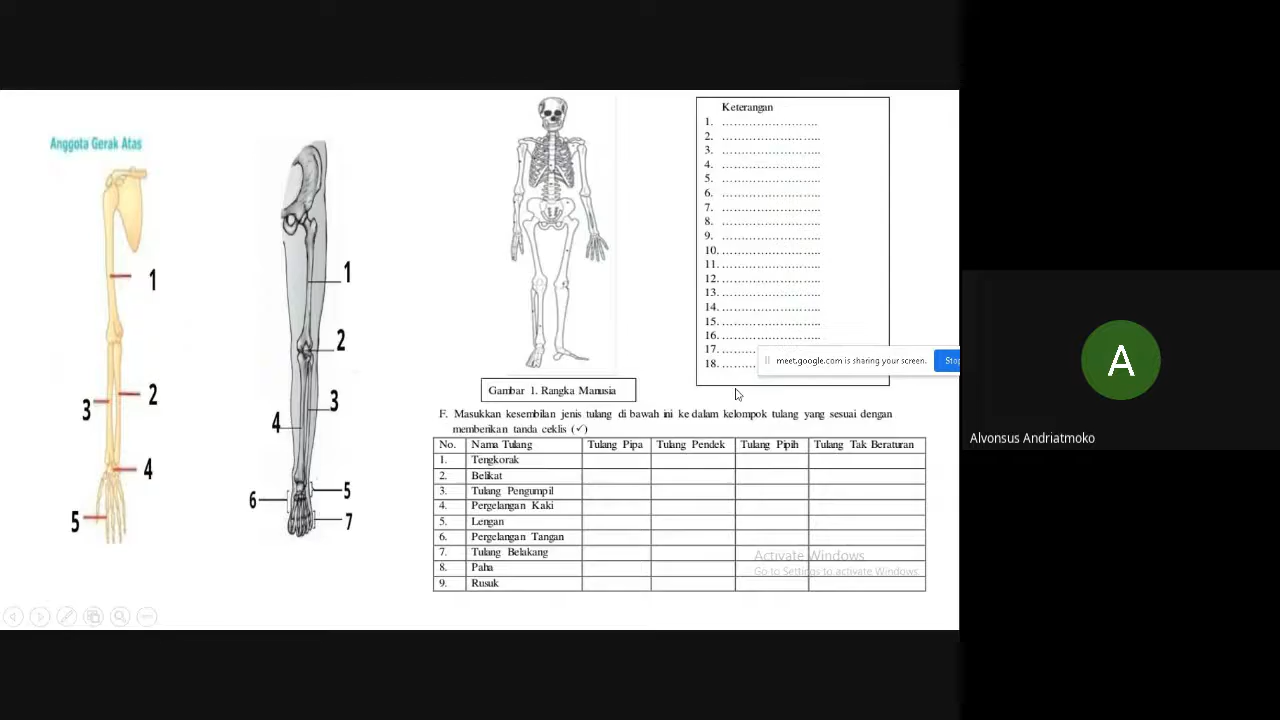 Anggota Gerak Atas
1
2
3
4
5
1
2
3
4
5
6
7
Gambar 1. Rangka Manusia
Keterangan
1. ........................
2. ........................
3. ........................
4. ........................
5. ........................
6. ........................
7. ........................
8. ........................
9. ........................
10. ........................
11. ........................
12. ........................
13. ........................
14. ........................
15. ........................
16. ........................
17. ........
18. ........
meet.google.com is sharing your screen.
Stop
F. Masukkan kesembilan jenis tulang di bawah ini ke dalam kelompok tulang yang sesuai dengan
memberikan tanda ceklis (✓)
No. Nama Tulang Tulang Pipa Tulang Pendek Tulang Pipih Tulang Tak Beraturan
1. Tengkorak
2. Belikat
3. Tulang Pengumpil
4. Pergelangan Kaki
5. Lengan
6. Pergelangan Tangan
7. Tulang Belakang
8. Paha
9. Rusuk
Activate Windows
Go to Settings to activate Windows.
A
Alvonsus Andriatmoko